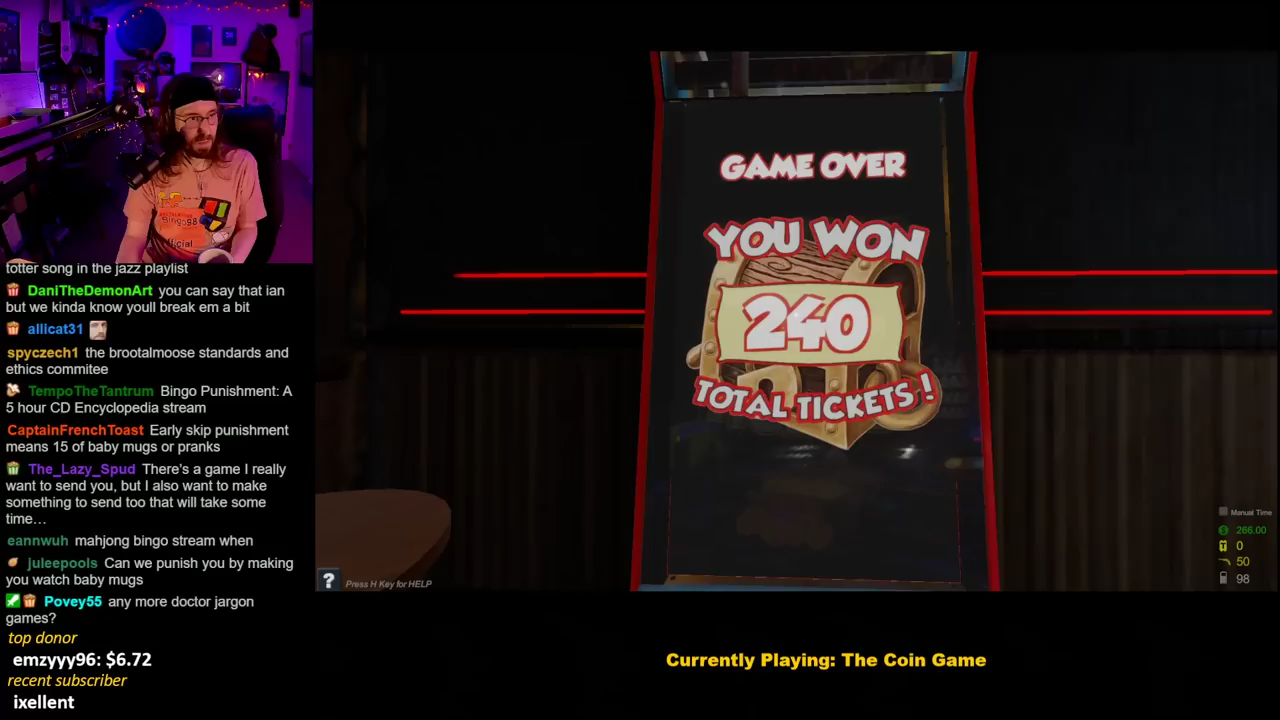 totter song in the jazz playlist
DaniTheDemonArt you can say that ian
but we kinda know youll break em a bit
allicat31
spyczech1 the brootalmoose standards and
ethics commitee
TempoTheTantrum Bingo Punishment: A
5 hour CD Encyclopedia stream
CaptainFrenchToast Early skip punishment
means 15 of baby mugs or pranks
The_Lazy_Spud There's a game I really
want to send you, but I also want to make
something to send too that will take some
time…
eannwuh mahjong bingo stream when
juleepools Can we punish you by making
you watch baby mugs
Povey55 any more doctor jargon
games?
top donor
emzyyy96: $6.72
recent subscriber
ixellent
Bingo98
official
GAME OVER
YOU WON
240
TOTAL TICKETS!
Manual Time
266.00
0
50
98
? Press H Key for HELP
Currently Playing: The Coin Game